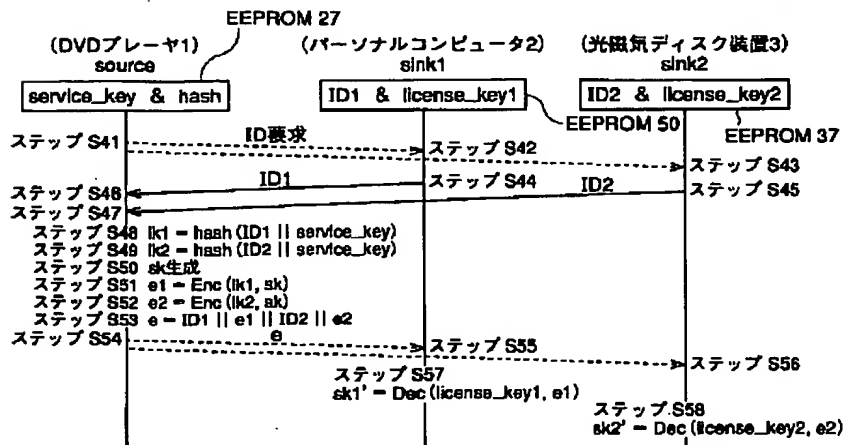 EEPROM 27
(DVDプレーヤ1)
source
(パーソナルコンピュータ2)
sink1
(光磁気ディスク装置3)
sink2
service_key & hash
ID1 & license_key1
ID2 & license_key2
EEPROM 50
EEPROM 37
ステップ S41
ID要求
ステップ S42
ステップ S43
ID1
ステップ S44
ID2
ステップ S45
ステップ S46
ステップ S47
ステップ S48 lk1 = hash (ID1 || service_key)
ステップ S49 lk2 = hash (ID2 || service_key)
ステップ S50 sk生成
ステップ S51 e1 = Enc (lk1, sk)
ステップ S52 e2 = Enc (lk2, sk)
ステップ S53 e = ID1 || e1 || ID2 || e2
ステップ S54
e
ステップ S55
ステップ S56
ステップ S57
sk1' = Dec (license_key1, e1)
ステップ S58
sk2' = Dec (license_key2, e2)